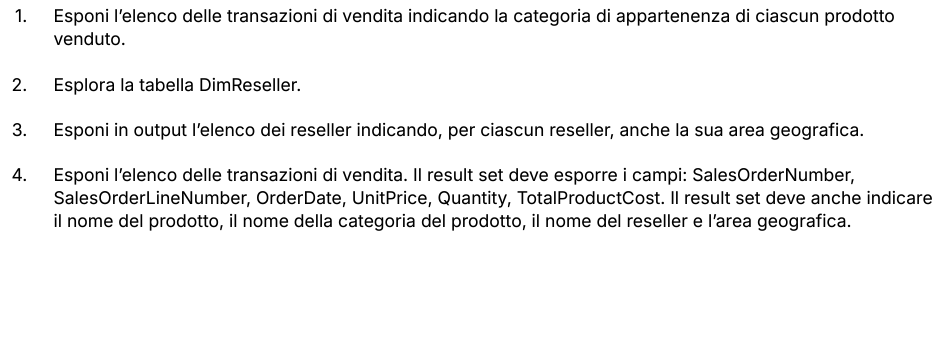 1. Esponi l’elenco delle transazioni di vendita indicando la categoria di appartenenza di ciascun prodotto
venduto.
2. Esplora la tabella DimReseller.
3. Esponi in output l’elenco dei reseller indicando, per ciascun reseller, anche la sua area geografica.
4. Esponi l’elenco delle transazioni di vendita. Il result set deve esporre i campi: SalesOrderNumber,
SalesOrderLineNumber, OrderDate, UnitPrice, Quantity, TotalProductCost. Il result set deve anche indicare
il nome del prodotto, il nome della categoria del prodotto, il nome del reseller e l’area geografica.